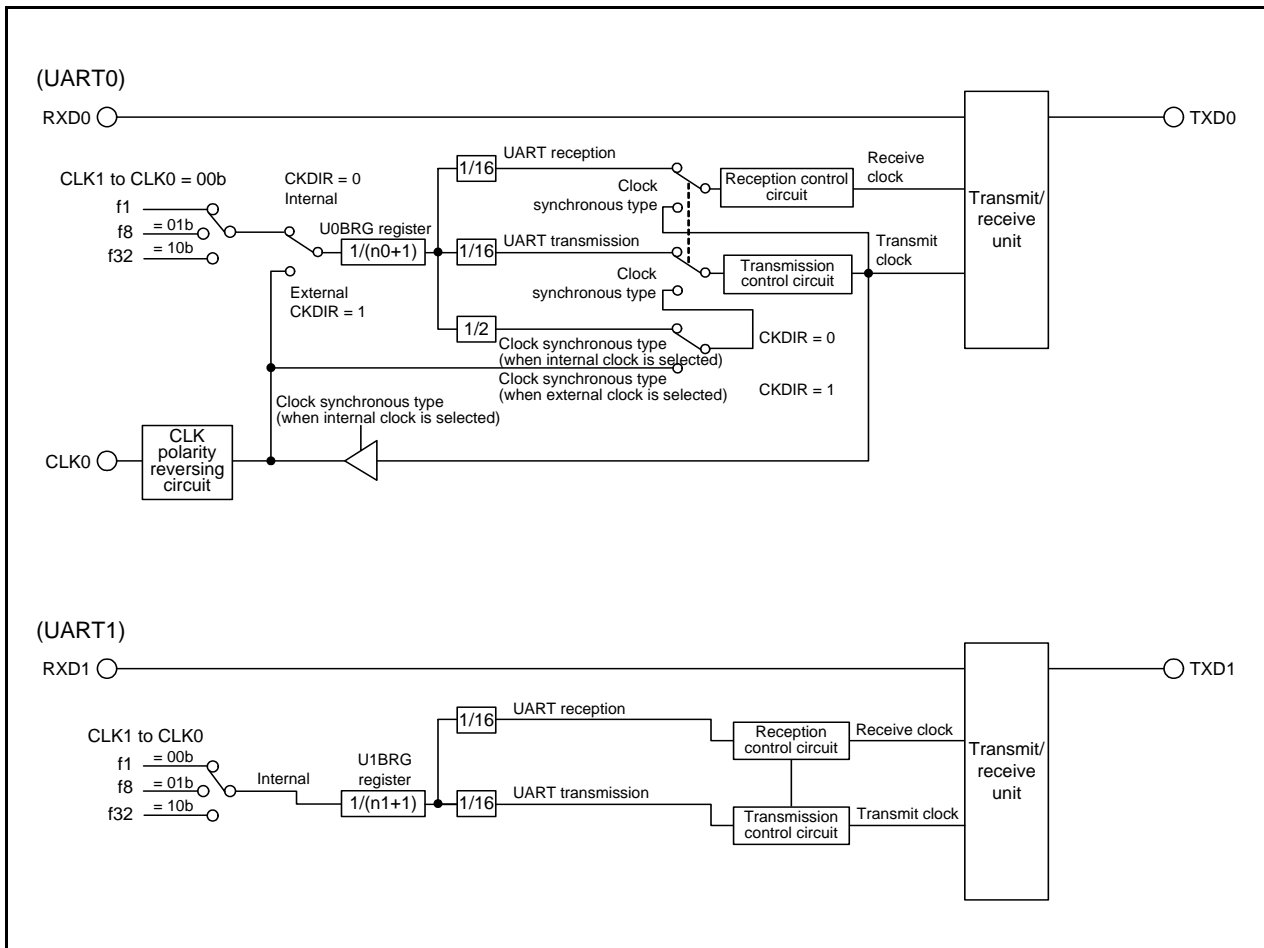 (UART0)
RXD0
TXD0
CLK1 to CLK0 = 00b
f1
f8
= 01b
f32
= 10b
CKDIR = 0
Internal
External
CKDIR = 1
U0BRG register
1/(n0+1)
1/16
UART reception
Clock
synchronous type
Reception control
circuit
Receive
clock
1/16
UART transmission
Clock
synchronous type
Transmission
control circuit
Transmit
clock
Transmit/
receive
unit
1/2
Clock synchronous type
(when internal clock is selected)
CKDIR = 0
Clock synchronous type
(when external clock is selected)
CKDIR = 1
Clock synchronous type
(when internal clock is selected)
CLK0
CLK
polarity
reversing
circuit
(UART1)
RXD1
TXD1
CLK1 to CLK0
f1
= 00b
f8
= 01b
f32
= 10b
Internal
U1BRG
register
1/(n1+1)
1/16
UART reception
Reception
control circuit
Receive clock
1/16
UART transmission
Transmission
control circuit
Transmit clock
Transmit/
receive
unit